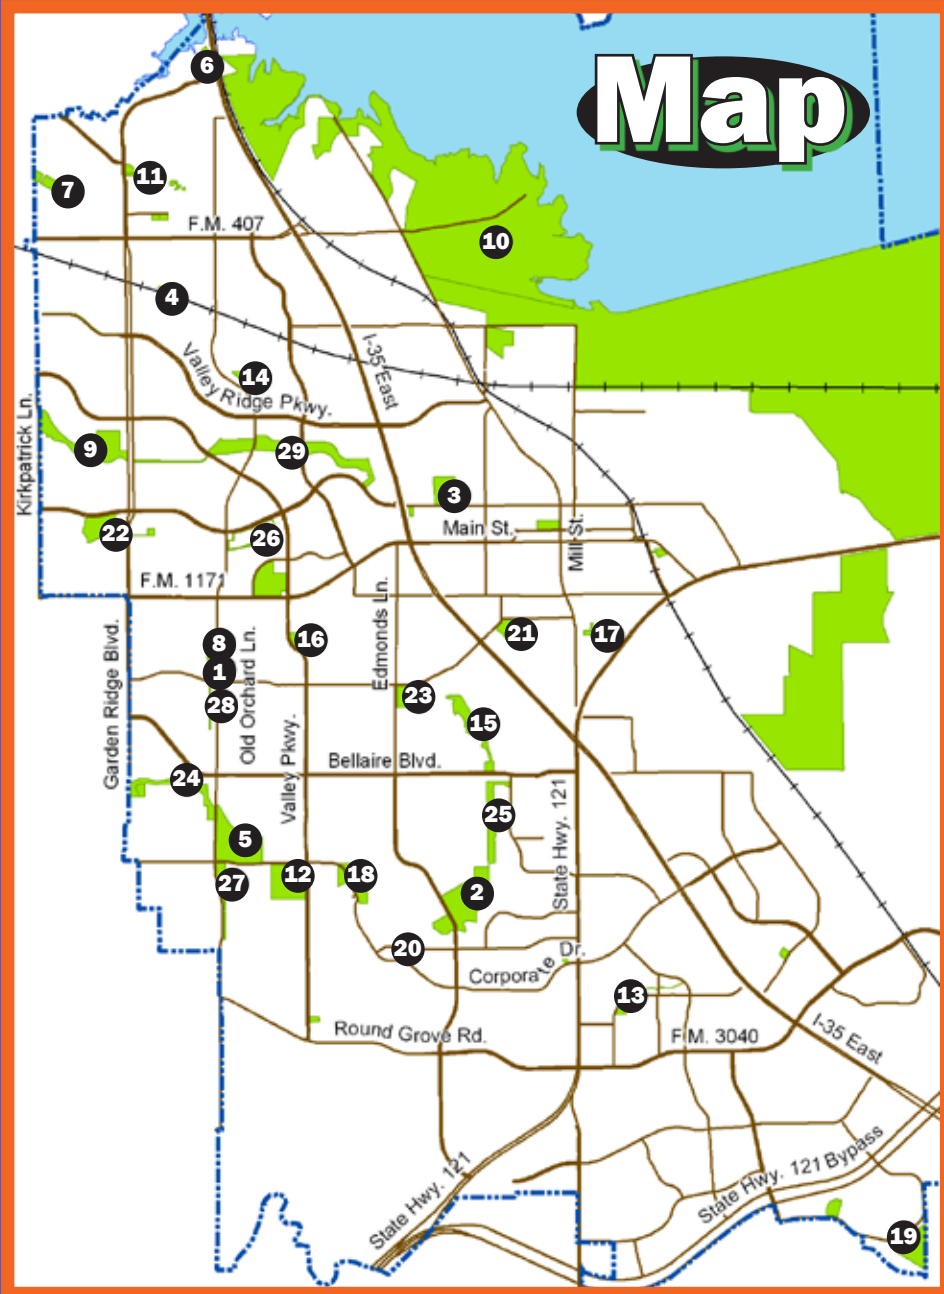 Map
6
11
7
F.M. 407
10
4
I-35 East
14
Valley Ridge Pkwy.
Kirkpatrick Ln.
9
29
3
Main St.
Mill St.
22
26
F.M. 1171
Edmonds Ln.
21
17
8
16
1
Garden Ridge Blvd.
Old Orchard Ln.
23
28
15
Valley Pkwy.
Bellaire Blvd.
24
State Hwy. 121
25
5
12
18
27
2
20
Corporate Dr.
13
Round Grove Rd.
F.M. 3040
I-35 East
State Hwy. 121
State Hwy. 121 Bypass
19